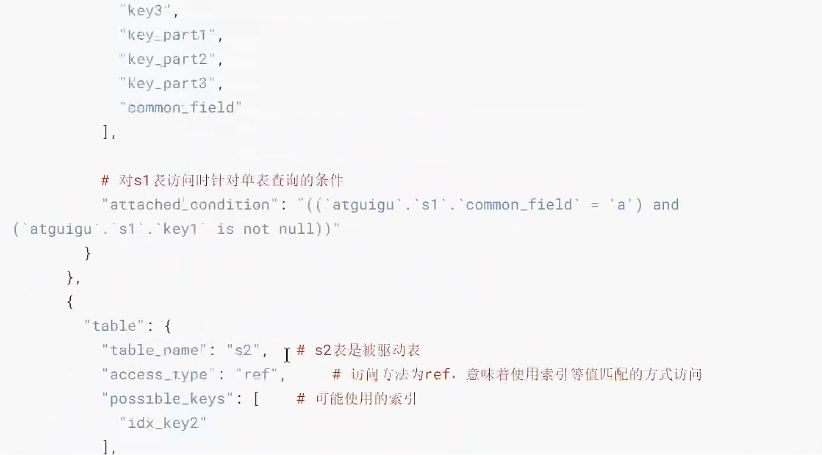 "key3",
"key_part1",
"key_part2",
"key_part3",
"common_field"
],
# 对s1表访问时针对单表查询的条件
"attached_condition": "((`atguigu`.`s1`.`common_field` = 'a') and
(`atguigu`.`s1`.`key1` is not null))"
}
},
{
"table": {
"table_name": "s2", # s2表是被驱动表
"access_type": "ref", # 访问方法为ref，意味着使用索引等值匹配的方式访问
"possible_keys": [ # 可能使用的索引
"idx_key2"
],